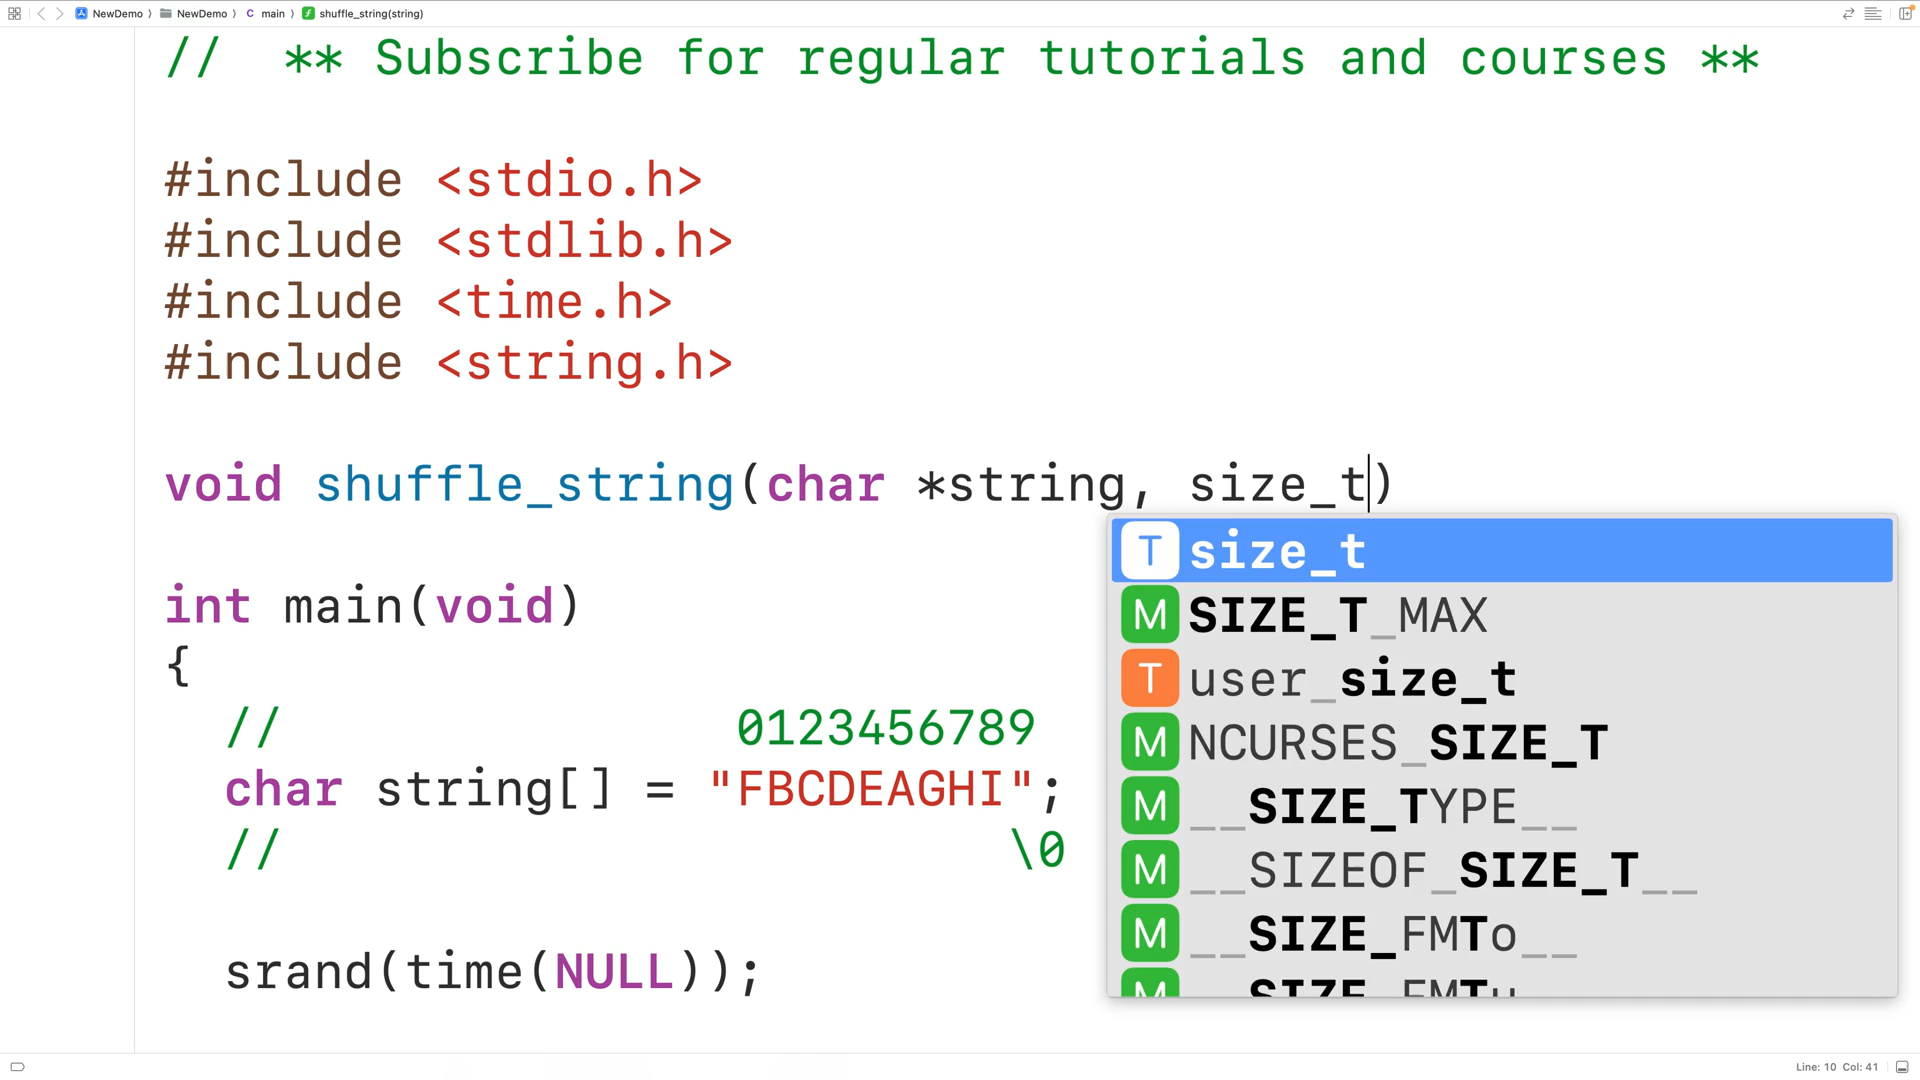 NewDemo 〉 NewDemo 〉 C main 〉 f shuffle_string(string)
//  ** Subscribe for regular tutorials and courses **
#include <stdio.h>
#include <stdlib.h>
#include <time.h>
#include <string.h>
void shuffle_string(char *string, size_t)
T size_t
M SIZE_T_MAX
T user_size_t
M NCURSES_SIZE_T
M __SIZE_TYPE__
M __SIZEOF_SIZE_T__
M __SIZE_FMTo__
M __SIZE_FMTu__
int main(void)
{
//               0123456789
char string[] = "FBCDEAGHI";
//                        \0
srand(time(NULL));
Line: 10 Col: 41